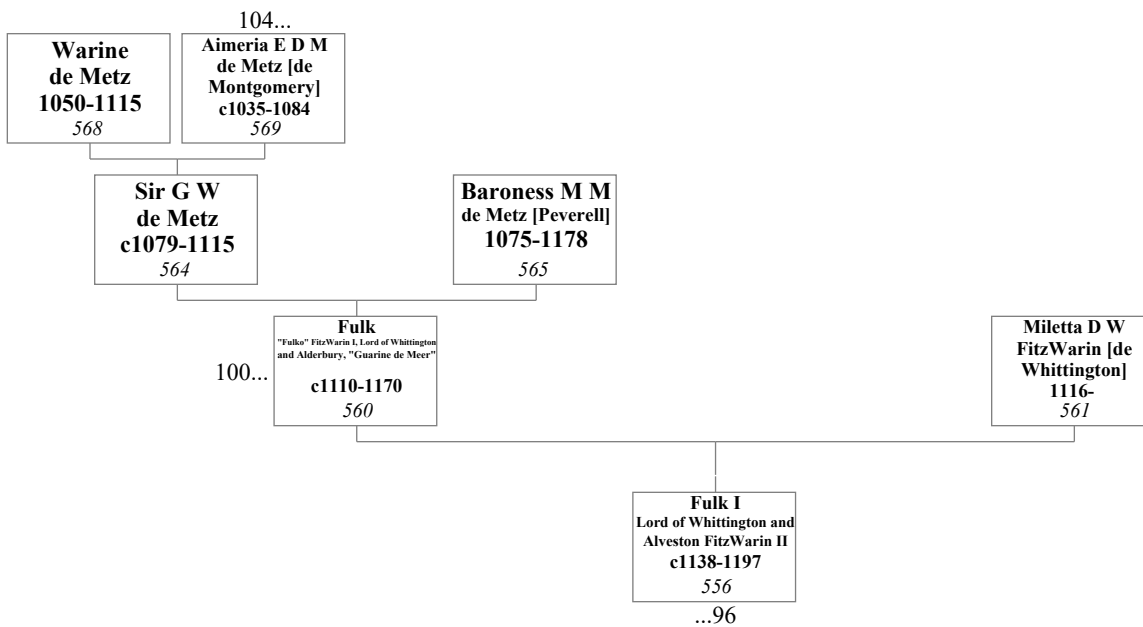 104...
Warine
de Metz
1050-1115
568
Aimeria E D M
de Metz [de
Montgomery]
c1035-1084
569
Sir G W
de Metz
c1079-1115
564
Baroness M M
de Metz [Peverell]
1075-1178
565
100...
Fulk
"Fulko" FitzWarin I, Lord of Whittington
and Alderbury, "Guarine de Meer"
c1110-1170
560
Miletta D W
FitzWarin [de
Whittington]
1116-
561
Fulk I
Lord of Whittington and
Alveston FitzWarin II
c1138-1197
556
...96